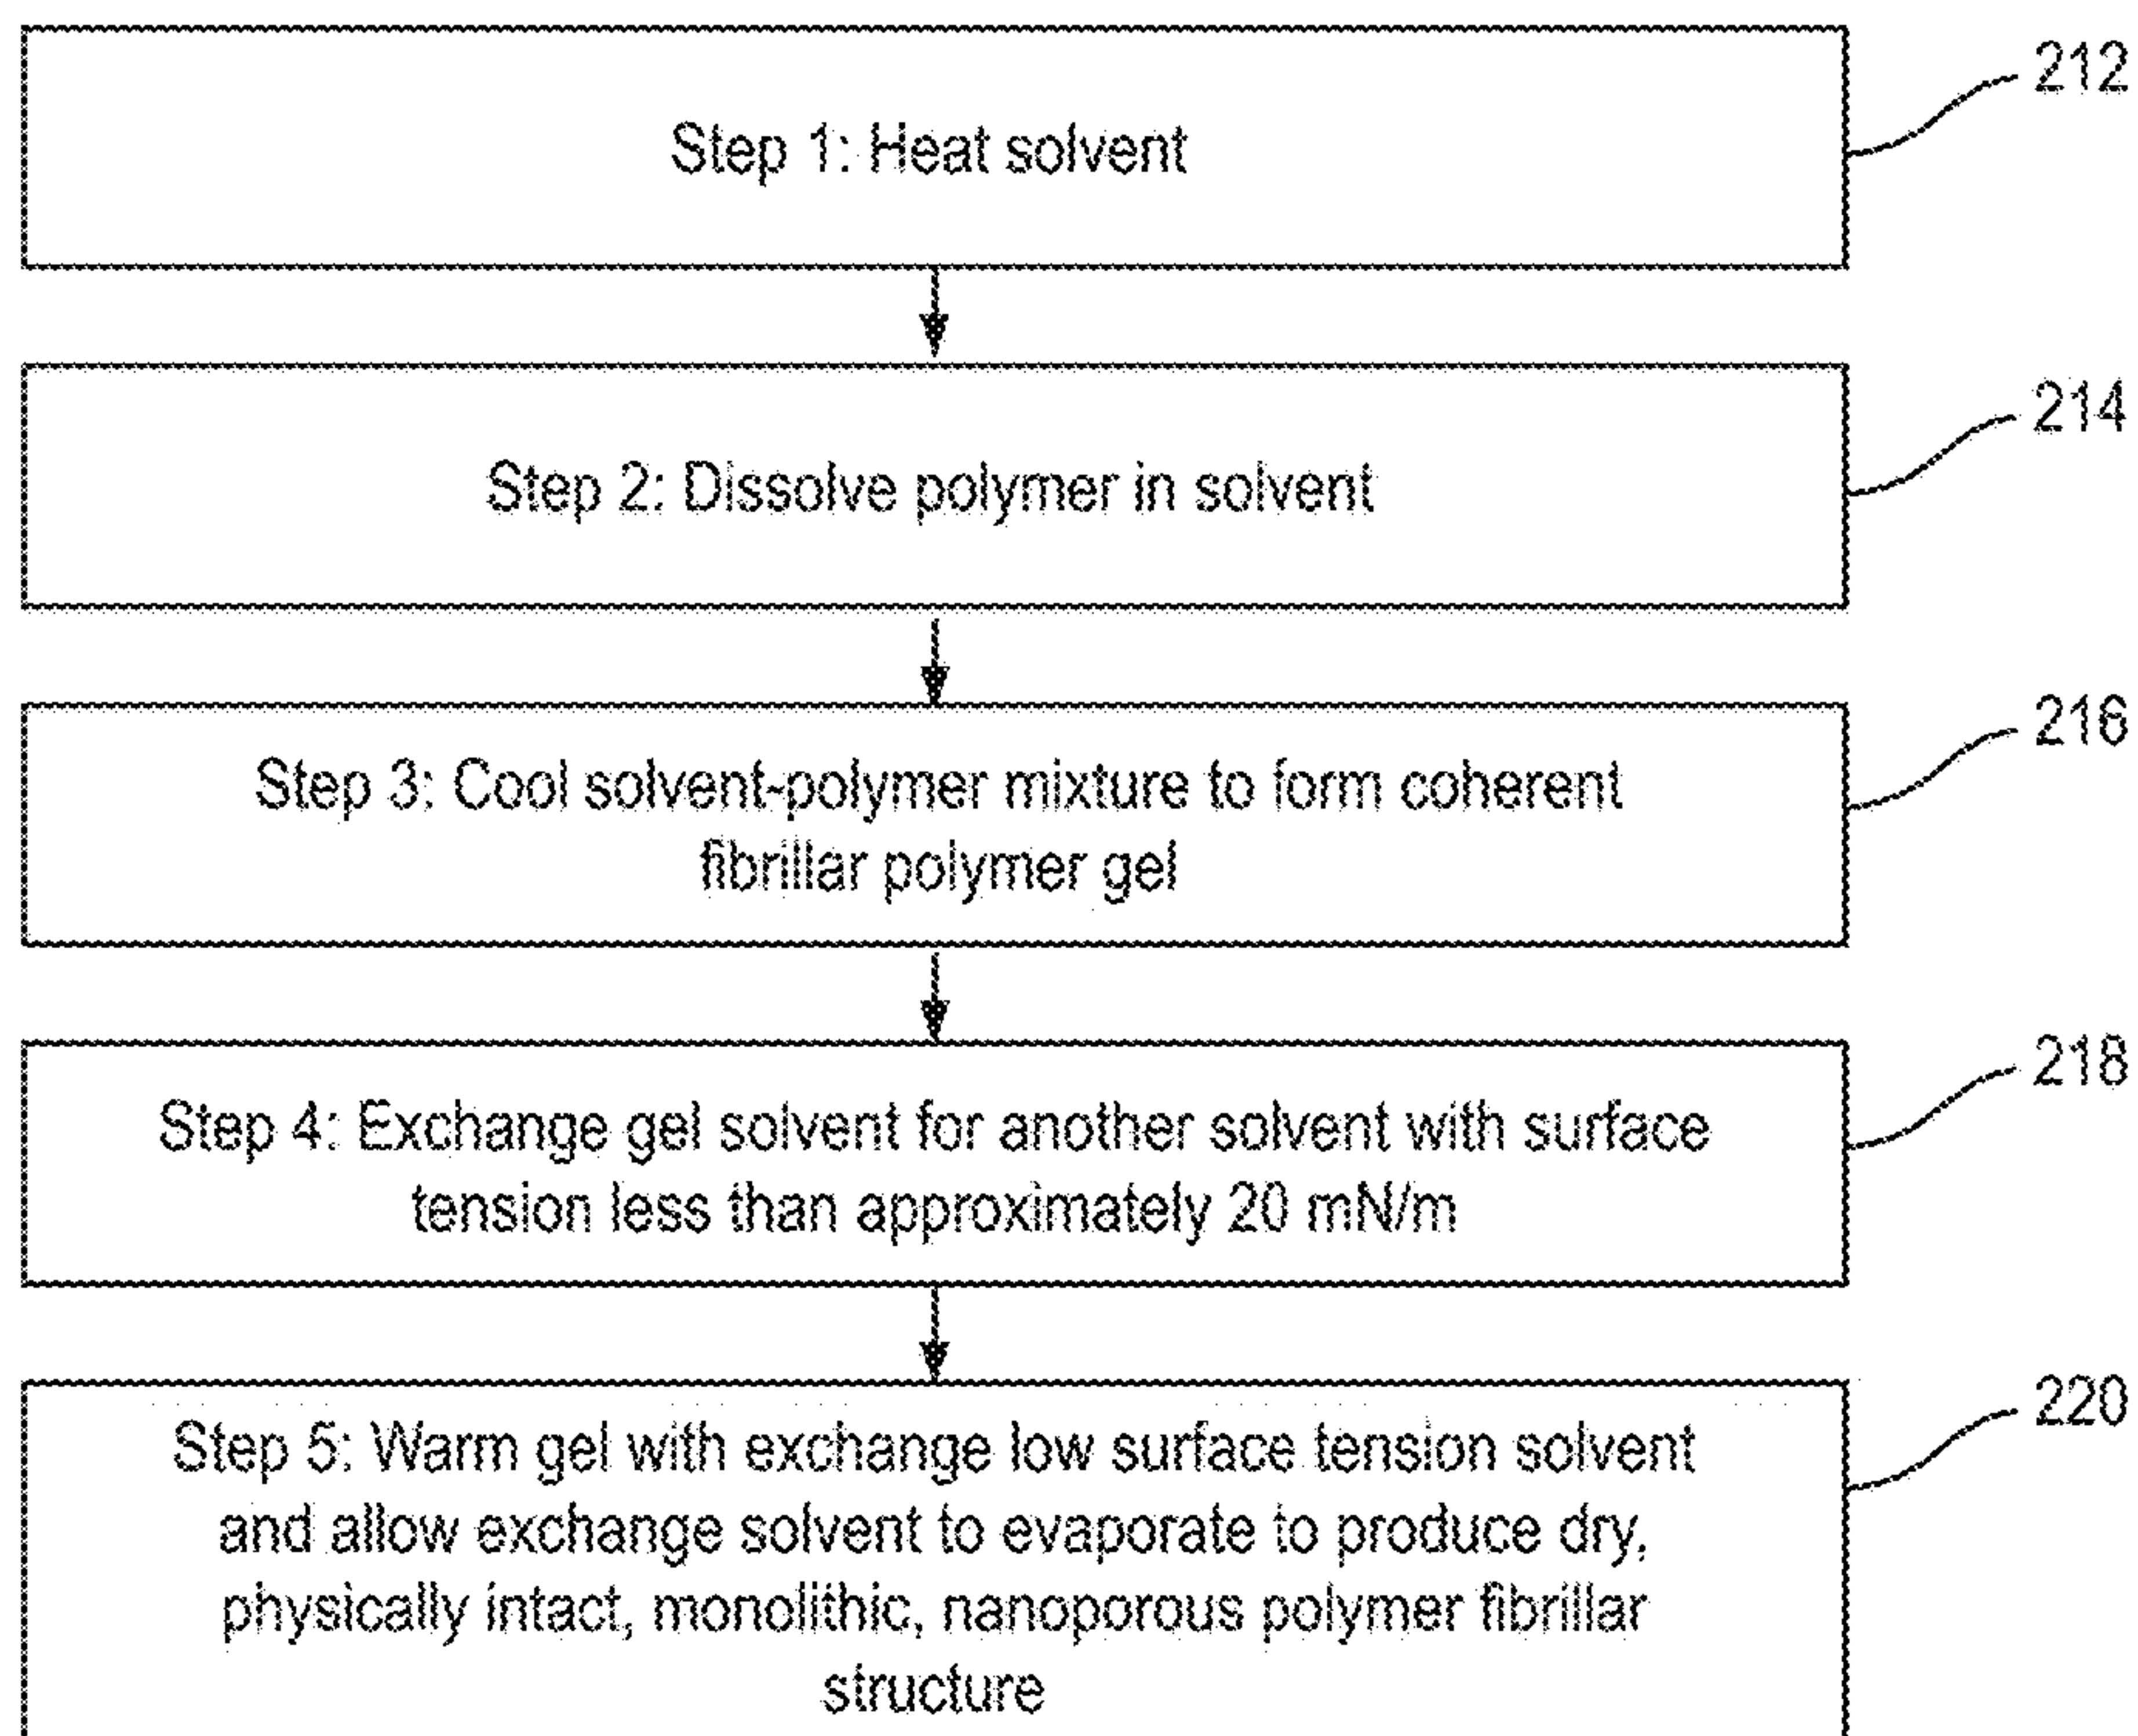 212
Step 1: Heat solvent
214
Step 2: Dissolve polymer in solvent
216
Step 3: Cool solvent-polymer mixture to form coherent
fibrillar polymer gel
218
Step 4: Exchange gel solvent for another solvent with surface
tension less than approximately 20 mN/m
220
Step 5: Warm gel with exchange low surface tension solvent
and allow exchange solvent to evaporate to produce dry,
physically intact, monolithic, nanoporous polymer fibrillar
structure